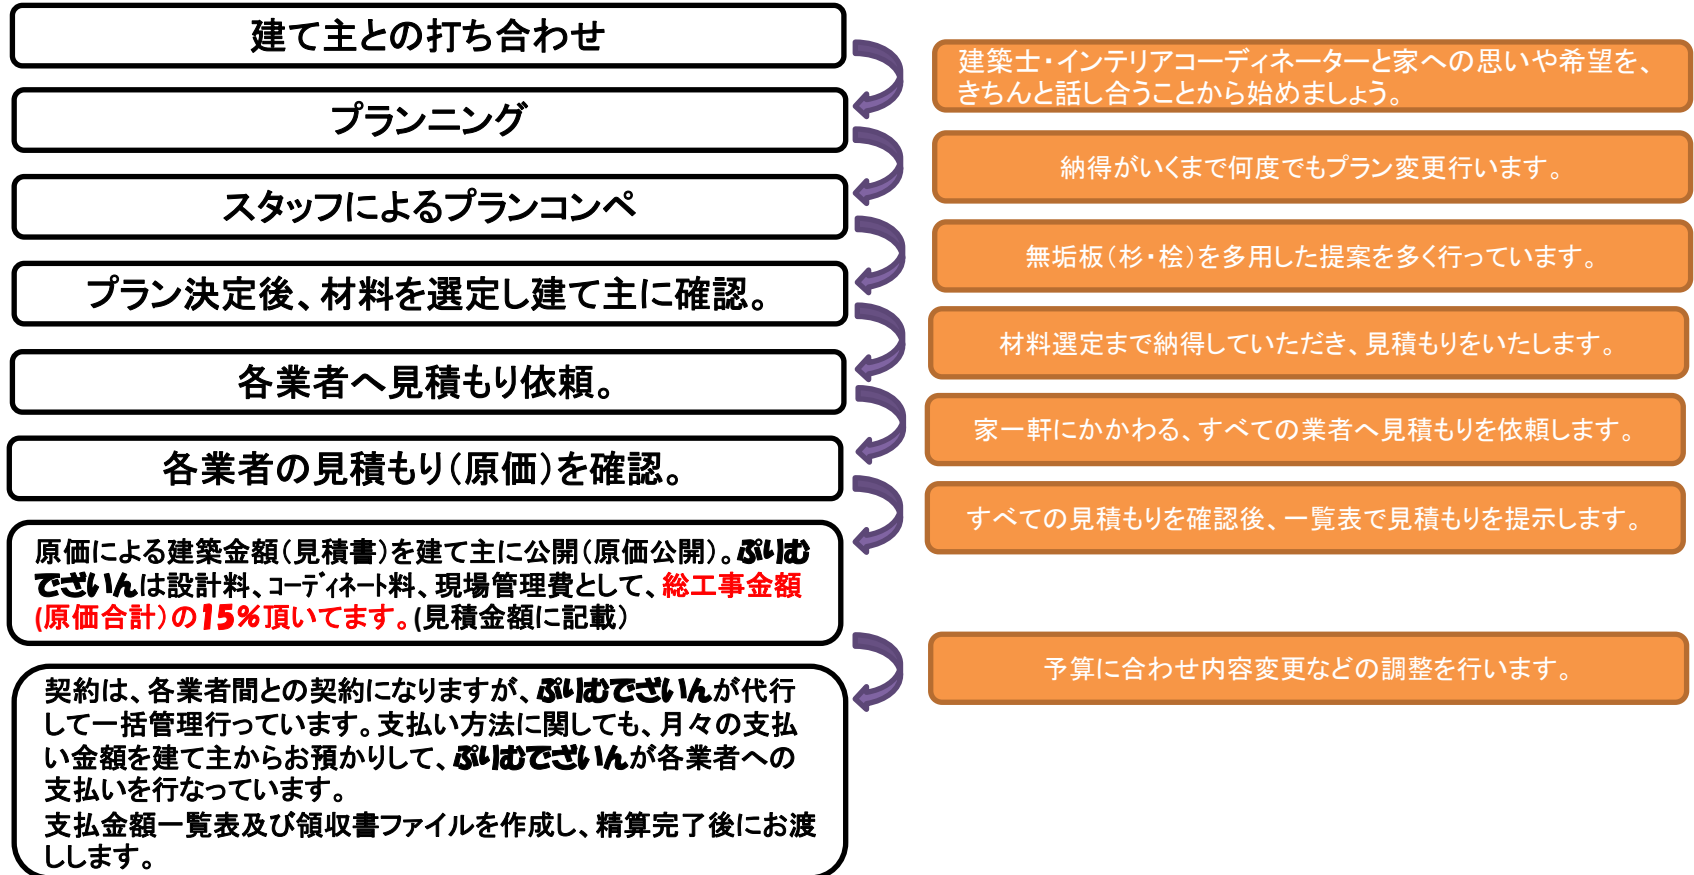 建て主との打ち合わせ
建築士・インテリアコーディネーターと家への思いや希望を、
きちんと話し合うことから始めましょう。
プランニング
納得がいくまで何度でもプラン変更行います。
スタッフによるプランコンペ
無垢板(杉・桧)を多用した提案を多く行っています。
プラン決定後、材料を選定し建て主に確認。
材料選定まで納得していただき、見積もりをいたします。
各業者へ見積もり依頼。
家一軒にかかわる、すべての業者へ見積もりを依頼します。
各業者の見積もり(原価)を確認。
すべての見積もりを確認後、一覧表で見積もりを提示します。
原価による建築金額(見積書)を建て主に公開(原価公開)。ぷりむ
でざいんは設計料、コーディネート料、現場管理費として、総工事金額
(原価合計)の15%頂いてます。(見積金額に記載)
予算に合わせ内容変更などの調整を行います。
契約は、各業者間との契約になりますが、ぷりむでざいんが代行
して一括管理行っています。支払い方法に関しても、月々の支払
い金額を建て主からお預かりして、ぷりむでざいんが各業者への
支払いを行なっています。
支払金額一覧表及び領収書ファイルを作成し、精算完了後にお渡
しします。